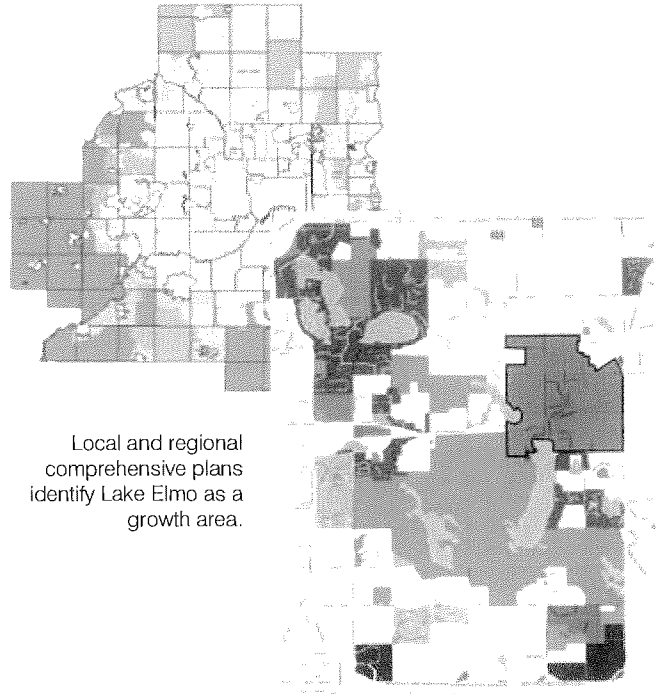 Local and regional
comprehensive plans
identify Lake Elmo as a
growth area.